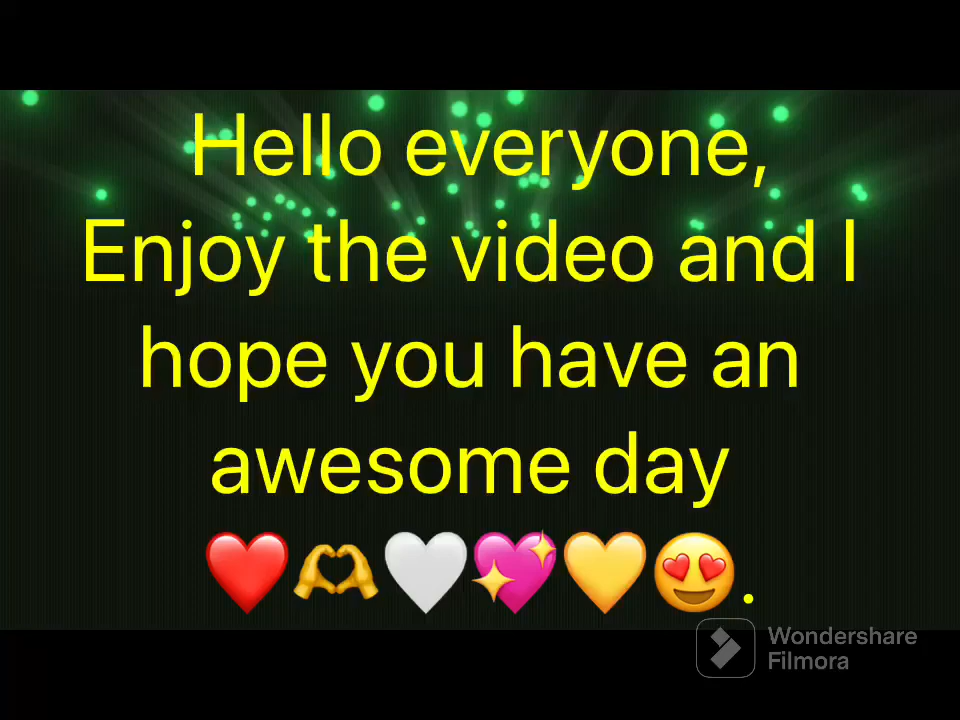 Hello everyone,
Enjoy the video and I
hope you have an
awesome day
❤️🫶🤍💖💛😍.
Wondershare
Filmora